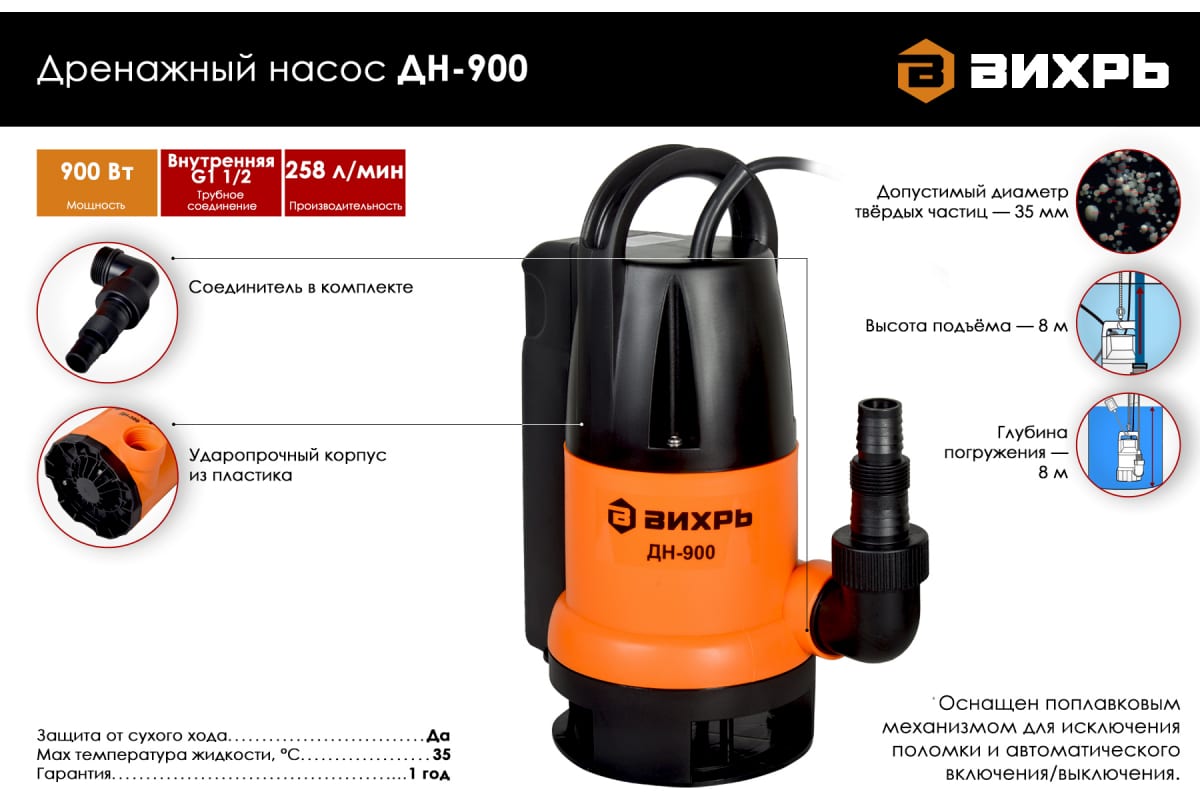 Дренажный насос ДН-900
ВИХРЬ
900 Вт
Мощность
Внутренняя
G1 1/2
Трубное
соединение
258 л/мин
Производительность
Соединитель в комплекте
Ударопрочный корпус
из пластика
ДН-900
ВИХРЬ
ДН-900
Допустимый диаметр
твёрдых частиц — 35 мм
Высота подъёма — 8 м
Глубина
погружения —
8 м
Защита от сухого хода............................Да
Мах температура жидкости, °С..................35
Гарантия.......................................1 год
*Оснащен поплавковым
механизмом для исключения
поломки и автоматического
включения/выключения.